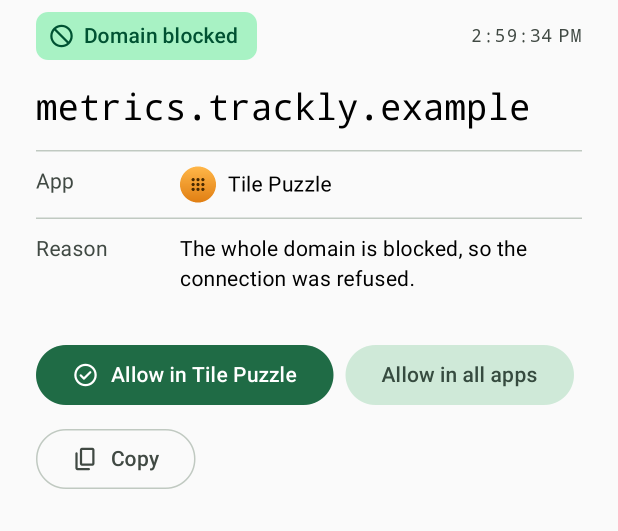 Domain blocked
2:59:34 PM
metrics.trackly.example
App
Tile Puzzle
Reason
The whole domain is blocked, so the
connection was refused.
Allow in Tile Puzzle
Allow in all apps
Copy